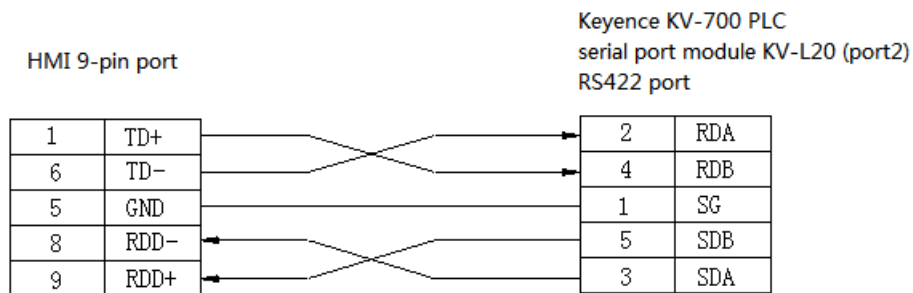 Keyence KV-700 PLC
serial port module KV-L20 (port2)
RS422 port
HMI 9-pin port
1 TD+ 2 RDA
6 TD- 4 RDB
5 GND 1 SG
8 RDD- 5 SDB
9 RDD+ 3 SDA